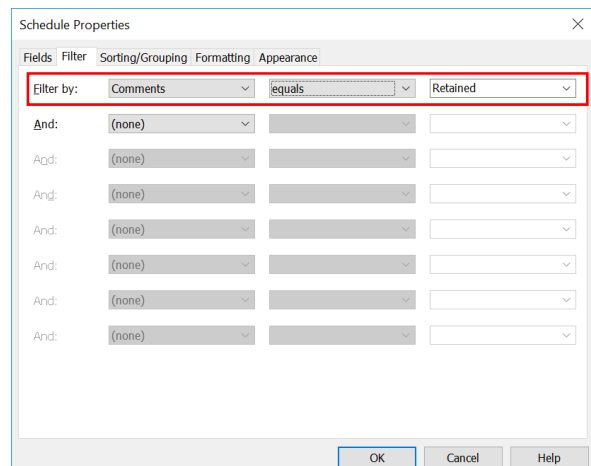 Schedule Properties
Fields Filter Sorting/Grouping Formatting Appearance
Filter by: Comments equals Retained
And: (none)
And: (none)
And: (none)
And: (none)
And: (none)
And: (none)
And: (none)
OK Cancel Help